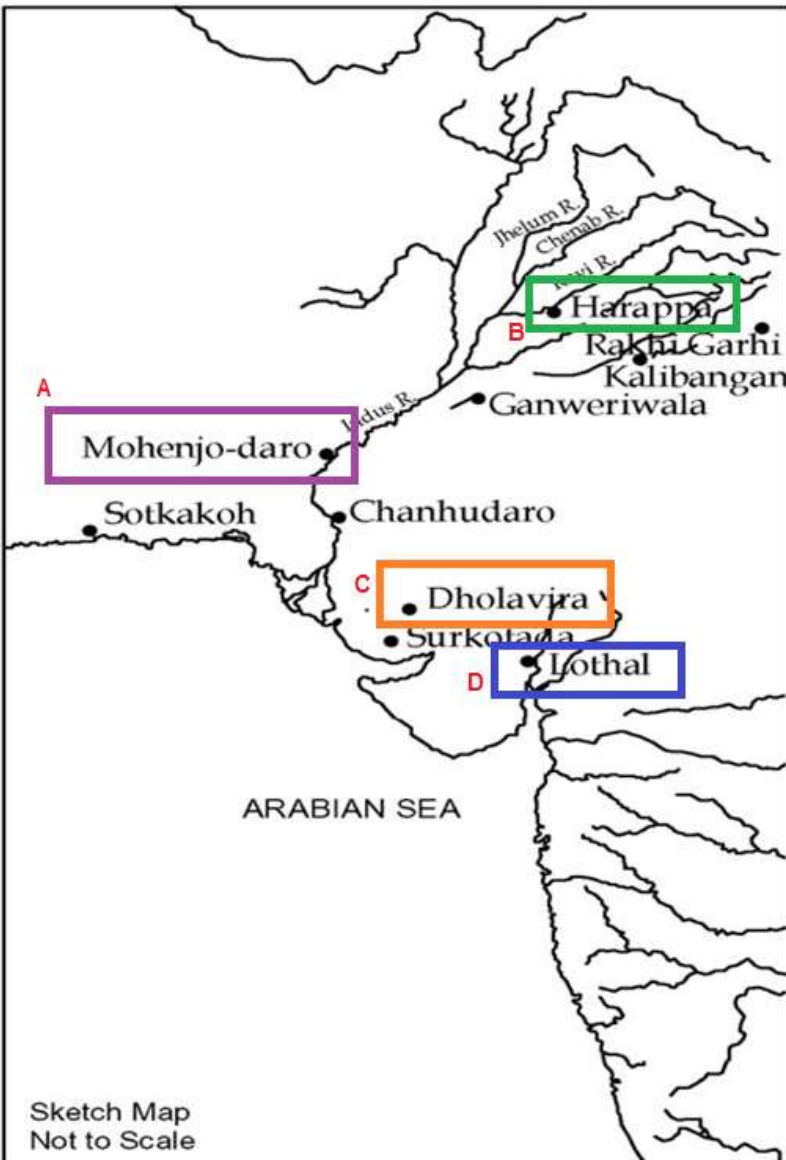 Jhelum R.
Chenab R.
Ravi R.
B
Harappa
Rakhi Garhi
Kalibangan
A
Ganweriwala
Indus R.
Mohenjo-daro
Sotkakoh
Chanhudaro
C
Dholavira
Surkotada
D
Lothal
ARABIAN SEA
Sketch Map
Not to Scale